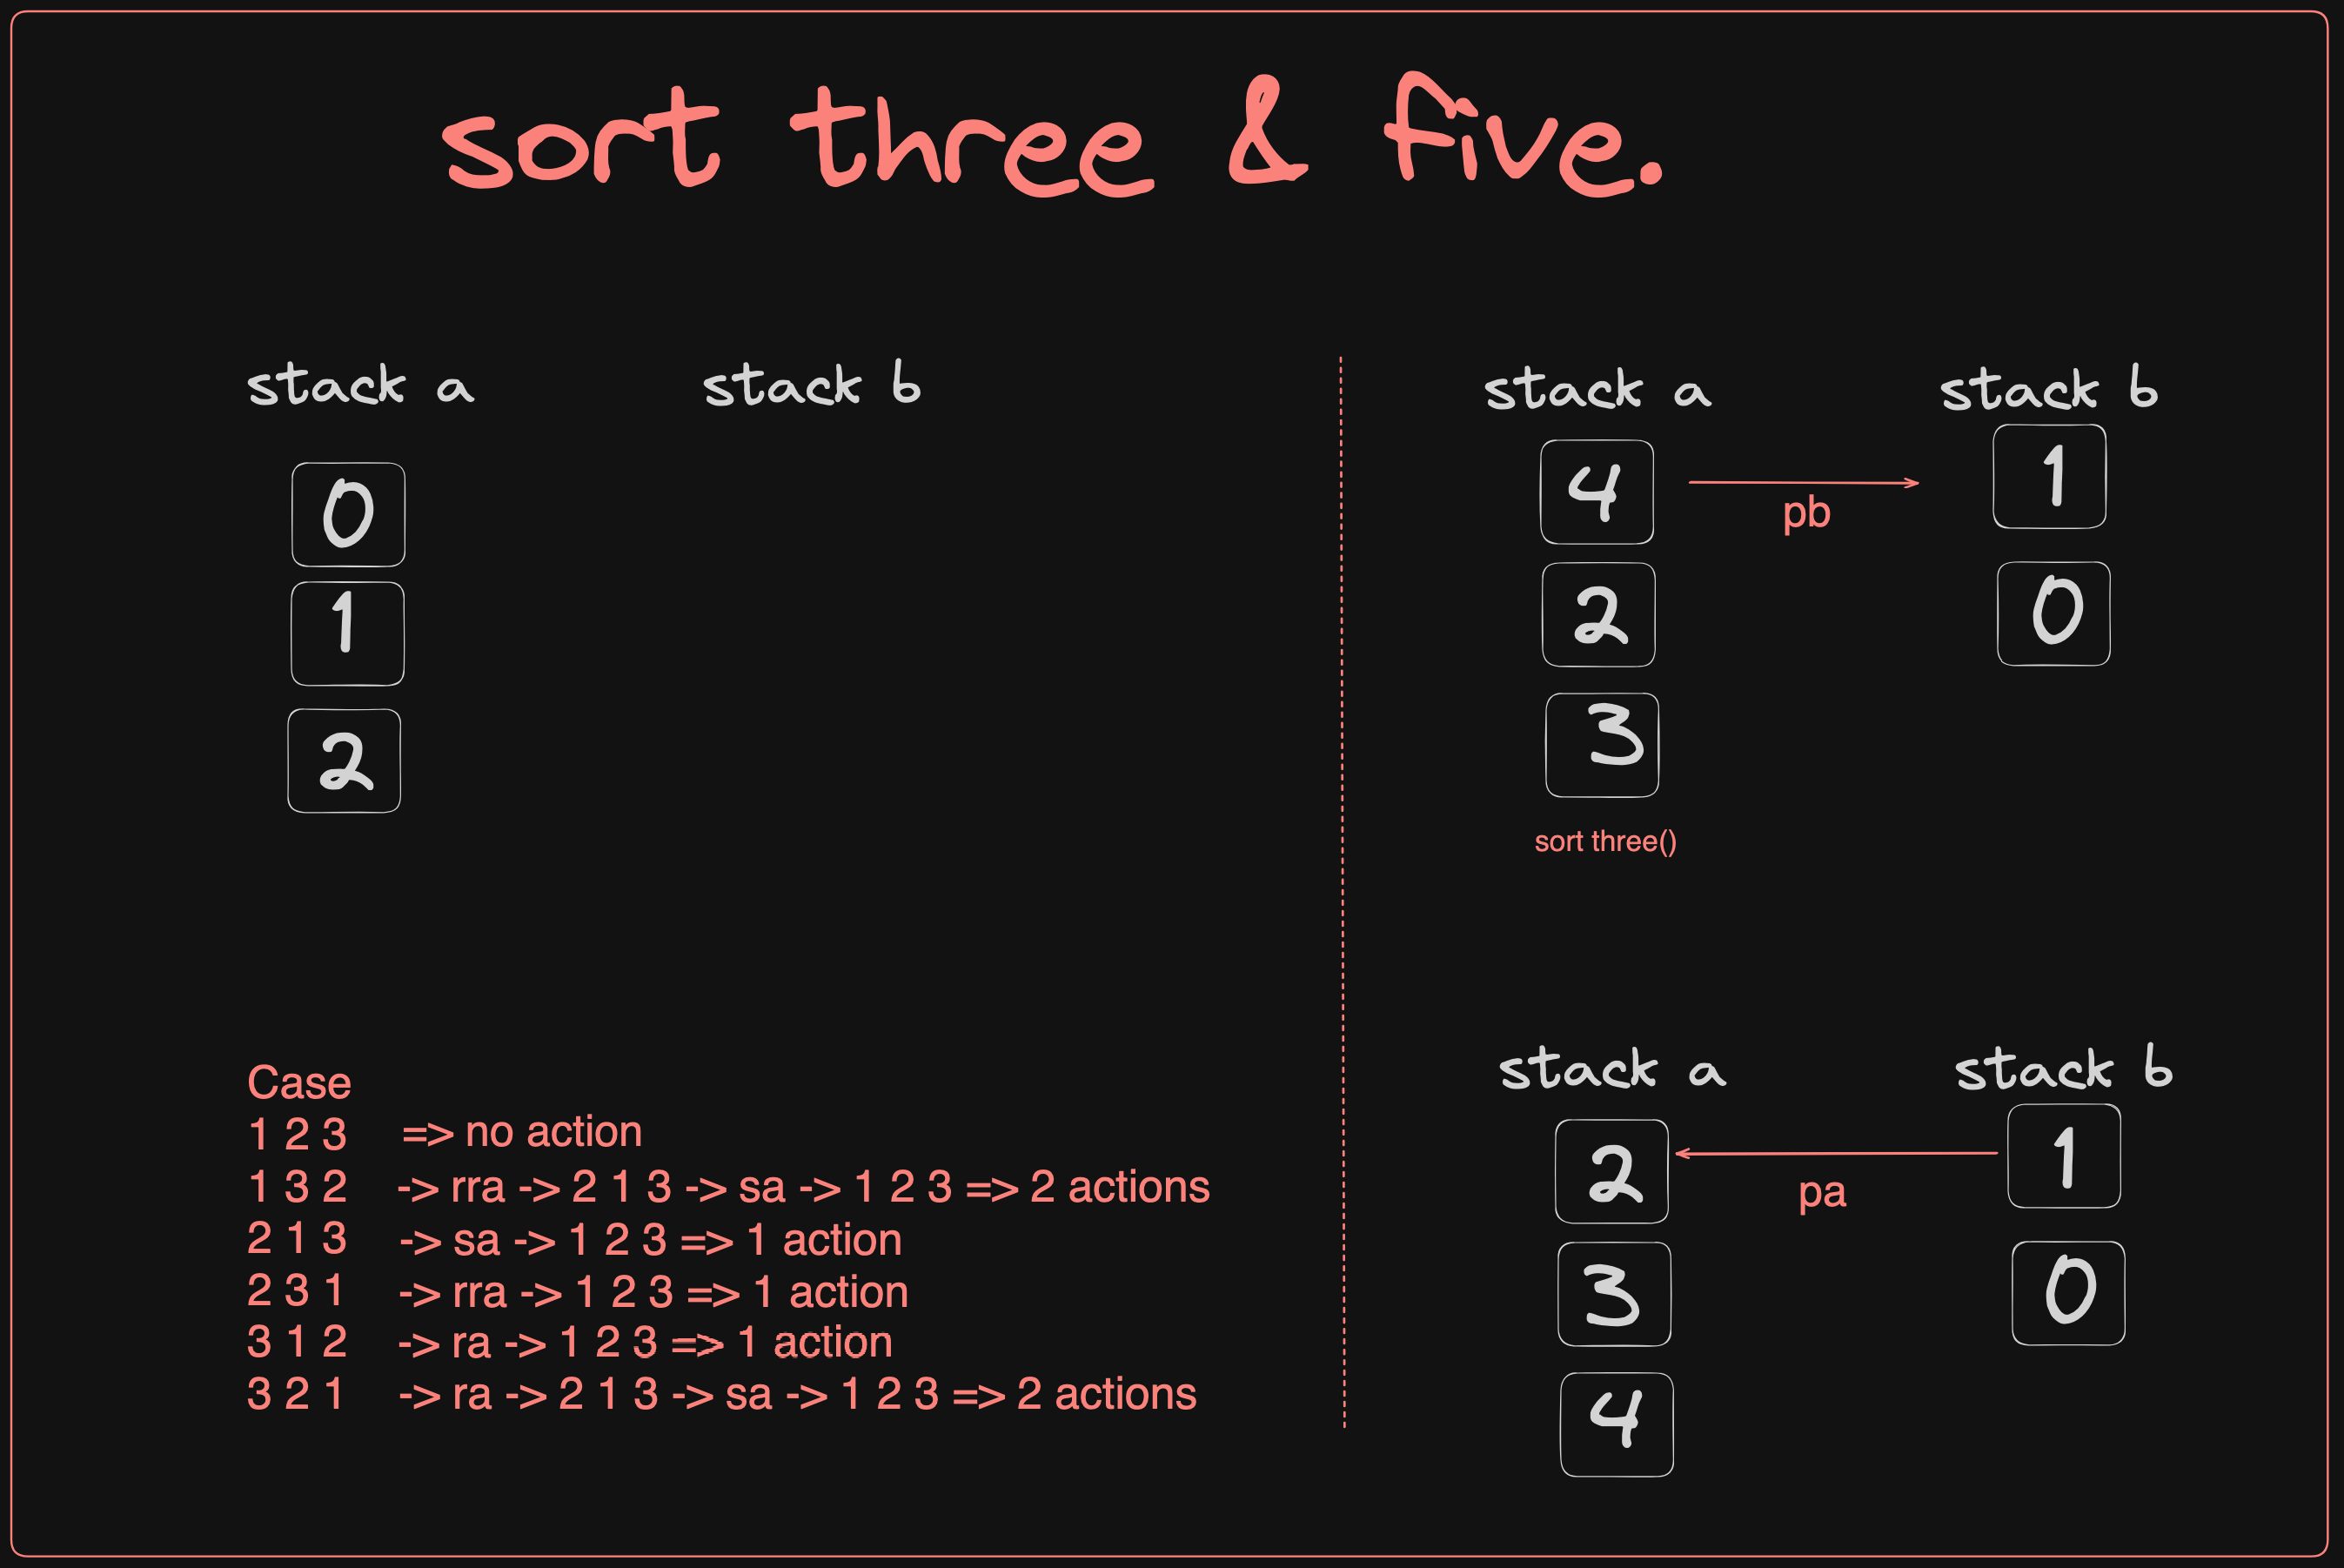 sort three & five.
stack a
stack b
0
1
2
Case
1 2 3 => no action
1 3 2 -> rra -> 2 1 3 -> sa -> 1 2 3 => 2 actions
2 1 3 -> sa -> 1 2 3 => 1 action
2 3 1 -> rra -> 1 2 3 => 1 action
3 1 2 -> ra -> 1 2 3 => 1 action
3 2 1 -> ra -> 2 1 3 -> sa -> 1 2 3 => 2 actions
stack a
stack b
4
pb
1
2
0
3
sort three()
stack a
stack b
2
pa
1
3
0
4